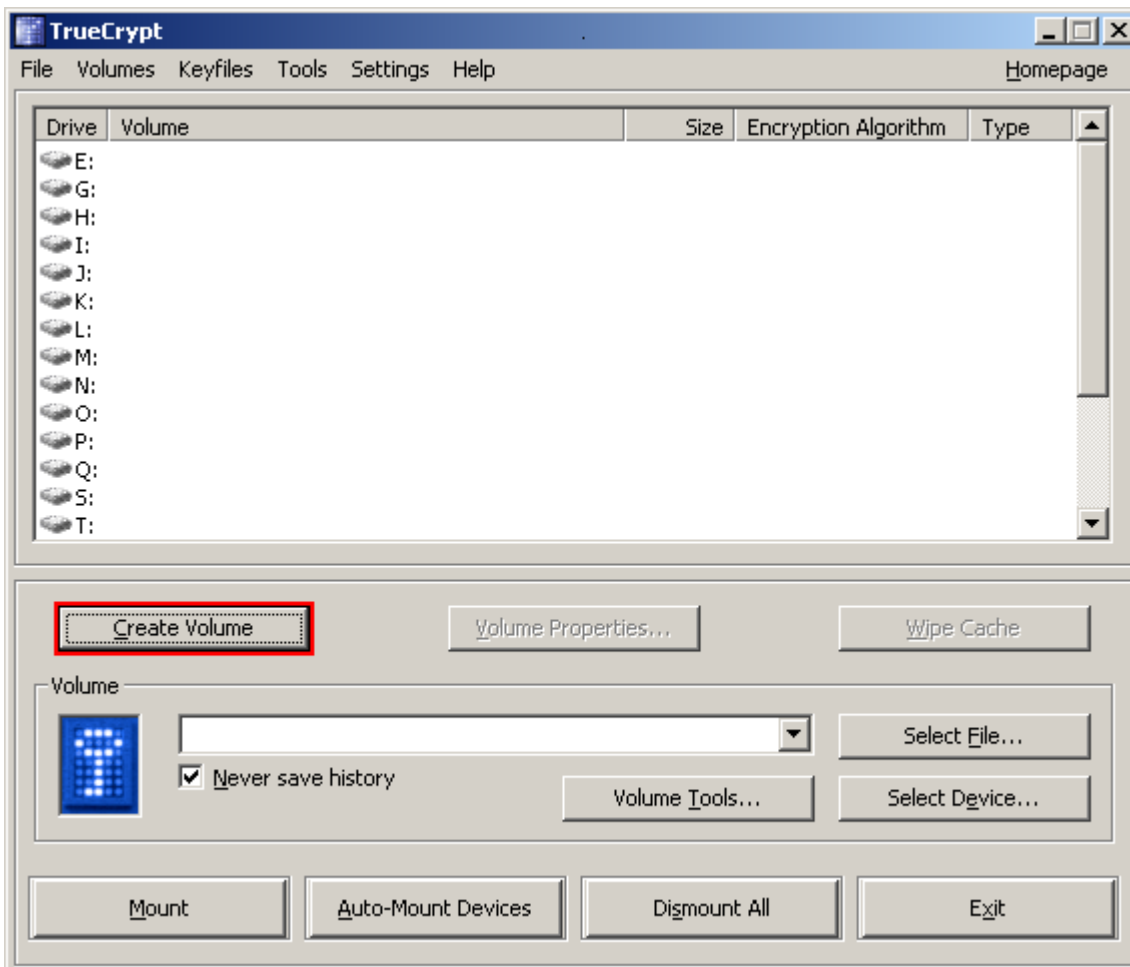 TrueCrypt
File Volumes Keyfiles Tools Settings Help Homepage
Drive Volume Size Encryption Algorithm Type
E:
G:
H:
I:
J:
K:
L:
M:
N:
O:
P:
Q:
S:
T:
Create Volume Volume Properties... Wipe Cache
Volume
Select File...
Never save history
Volume Tools... Select Device...
Mount Auto-Mount Devices Dismount All Exit